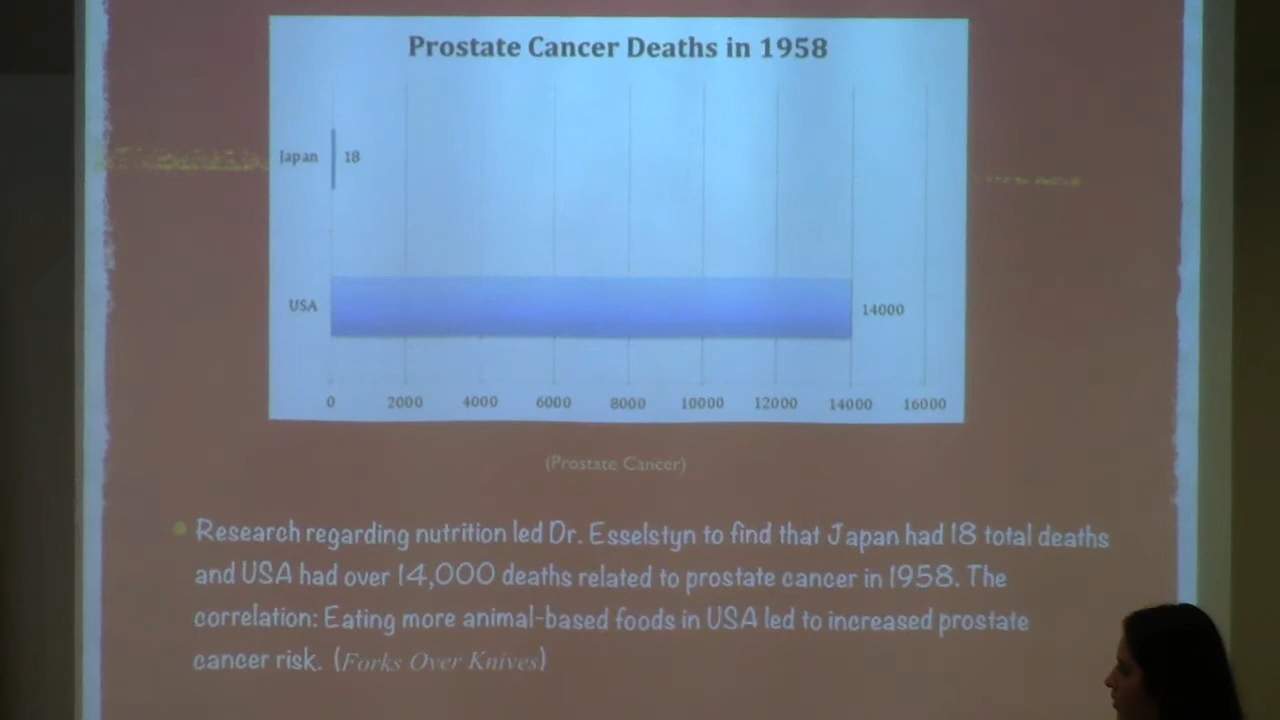 Prostate Cancer Deaths in 1958
Japan 18
USA 14000
0 2000 4000 6000 8000 10000 12000 14000 16000
(Prostate Cancer)
Research regarding nutrition led Dr. Esselstyn to find that Japan had 18 total deaths
and USA had over 14,000 deaths related to prostate cancer in 1958. The
correlation: Eating more animal-based foods in USA led to increased prostate
cancer risk. (Forks Over Knives)